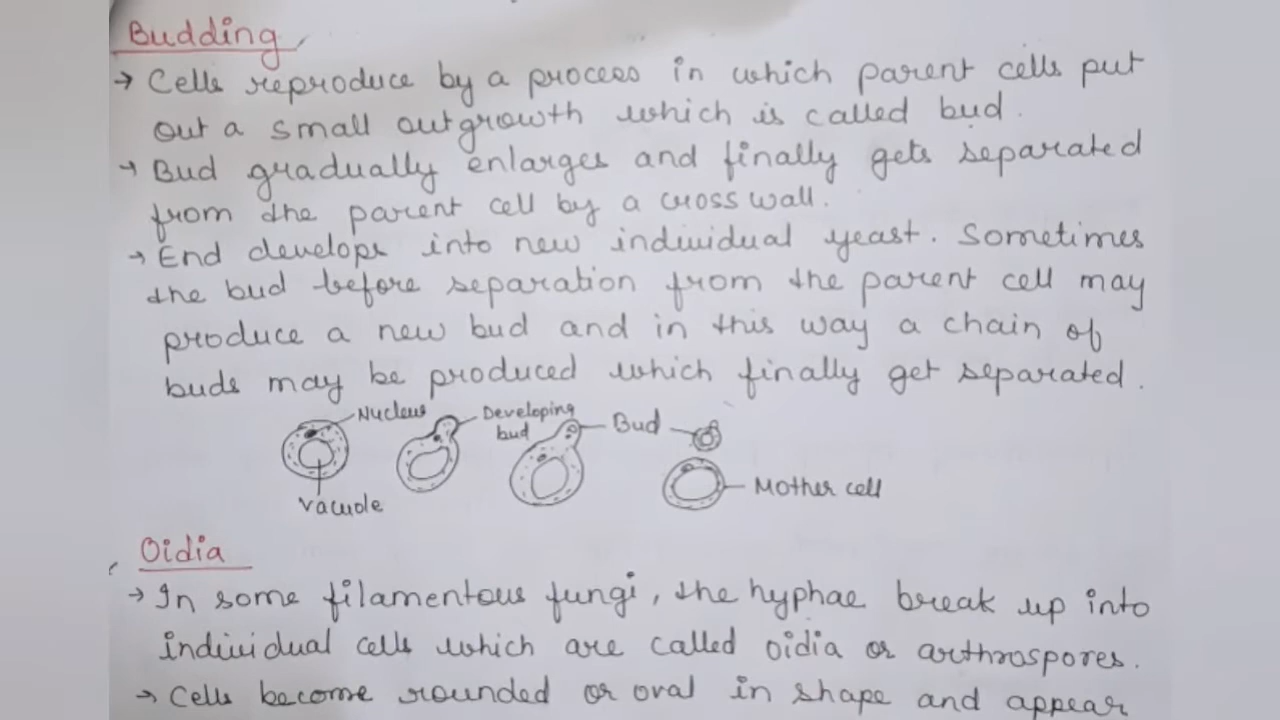 Budding
→ Cells reproduce by a process in which parent cells put
out a small outgrowth which is called bud.
→ Bud gradually enlarges and finally gets separated
from the parent cell by a cross wall.
→ End develops into new individual yeast. Sometimes
the bud before separation from the parent cell may
produce a new bud and in this way a chain of
buds may be produced which finally get separated.
Nucleus
Developing
bud
Bud
Vacuole
Mother cell
Oidia
→ In some filamentous fungi, the hyphae break up into
individual cells which are called oidia or arthrospores.
→ Cells become rounded or oval in shape and appear